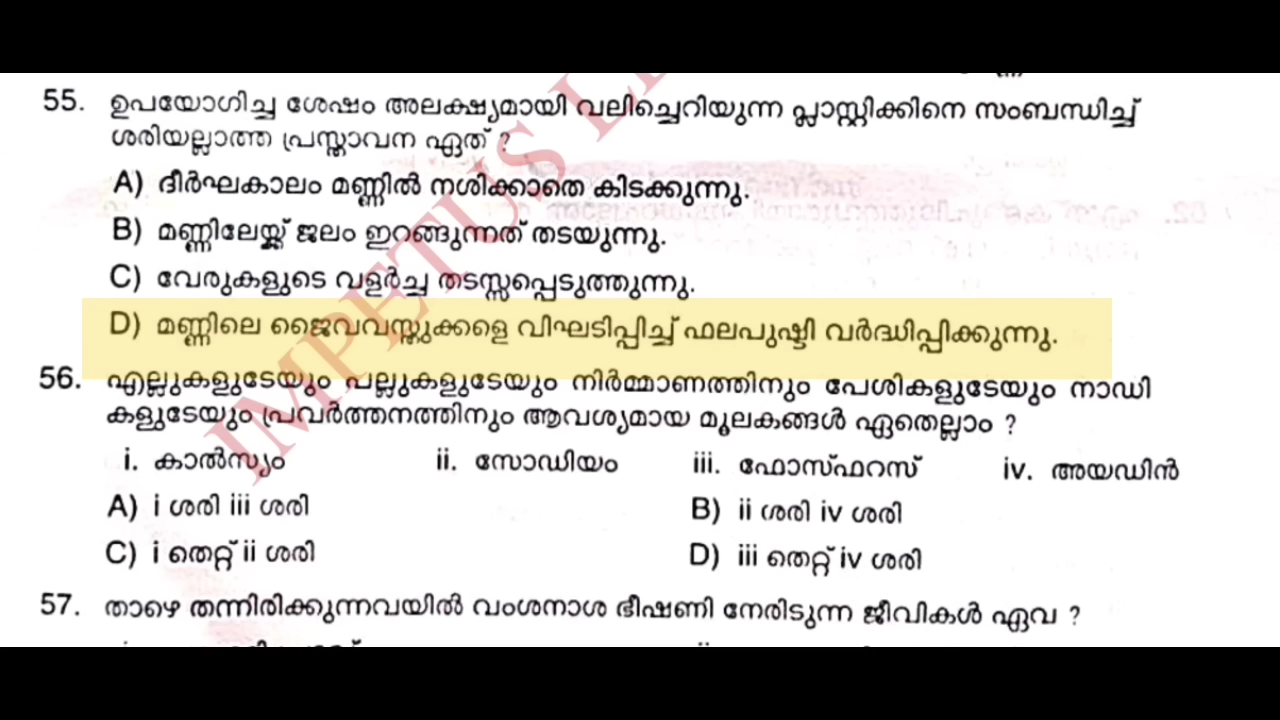 55. ഉപയോഗിച്ച ശേഷം അലക്ഷ്യമായി വലിച്ചെറിയുന്ന പ്ലാസ്റ്റിക്കിനെ സംബന്ധിച്ച്
ശരിയല്ലാത്ത പ്രസ്താവന ഏത് ?
A) ദീർഘകാലം മണ്ണിൽ നശിക്കാതെ കിടക്കുന്നു.
B) മണ്ണിലേയ്ക്ക് ജലം ഇറങ്ങുന്നത് തടയുന്നു.
C) വേരുകളുടെ വളർച്ച തടസ്സപ്പെടുത്തുന്നു.
D) മണ്ണിലെ ജൈവവസ്തുക്കളെ വിഘടിപ്പിച്ച് ഫലപുഷ്ടി വർദ്ധിപ്പിക്കുന്നു.
56. എല്ലുകളുടേയും പല്ലുകളുടേയും നിർമ്മാണത്തിനും പേശികളുടേയും നാഡി
കളുടേയും പ്രവർത്തനത്തിനും ആവശ്യമായ മൂലകങ്ങൾ ഏതെല്ലാം ?
i. കാൽസ്യം ii. സോഡിയം iii. ഫോസ്ഫറസ് iv. അയഡിൻ
A) i ശരി iii ശരി B) ii ശരി iv ശരി
C) i തെറ്റ് ii ശരി D) iii തെറ്റ് iv ശരി
57. താഴെ തന്നിരിക്കുന്നവയിൽ വംശനാശ ഭീഷണി നേരിടുന്ന ജീവികൾ ഏവ ?
IMPETUS